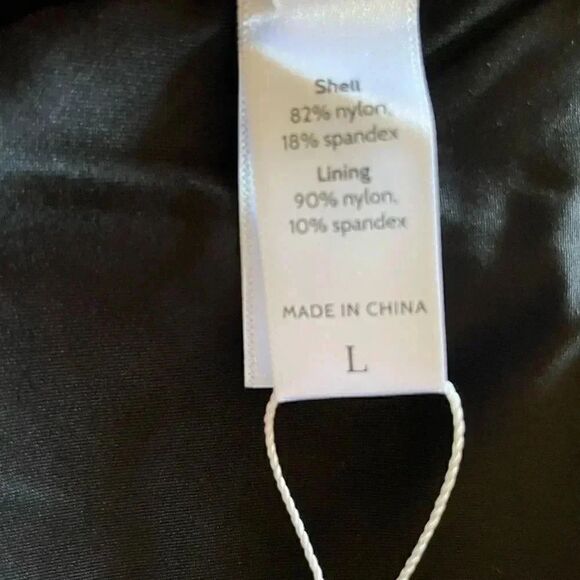 Shell
82% nylon,
18% spandex
Lining
90% nylon,
10% spandex
MADE IN CHINA
L